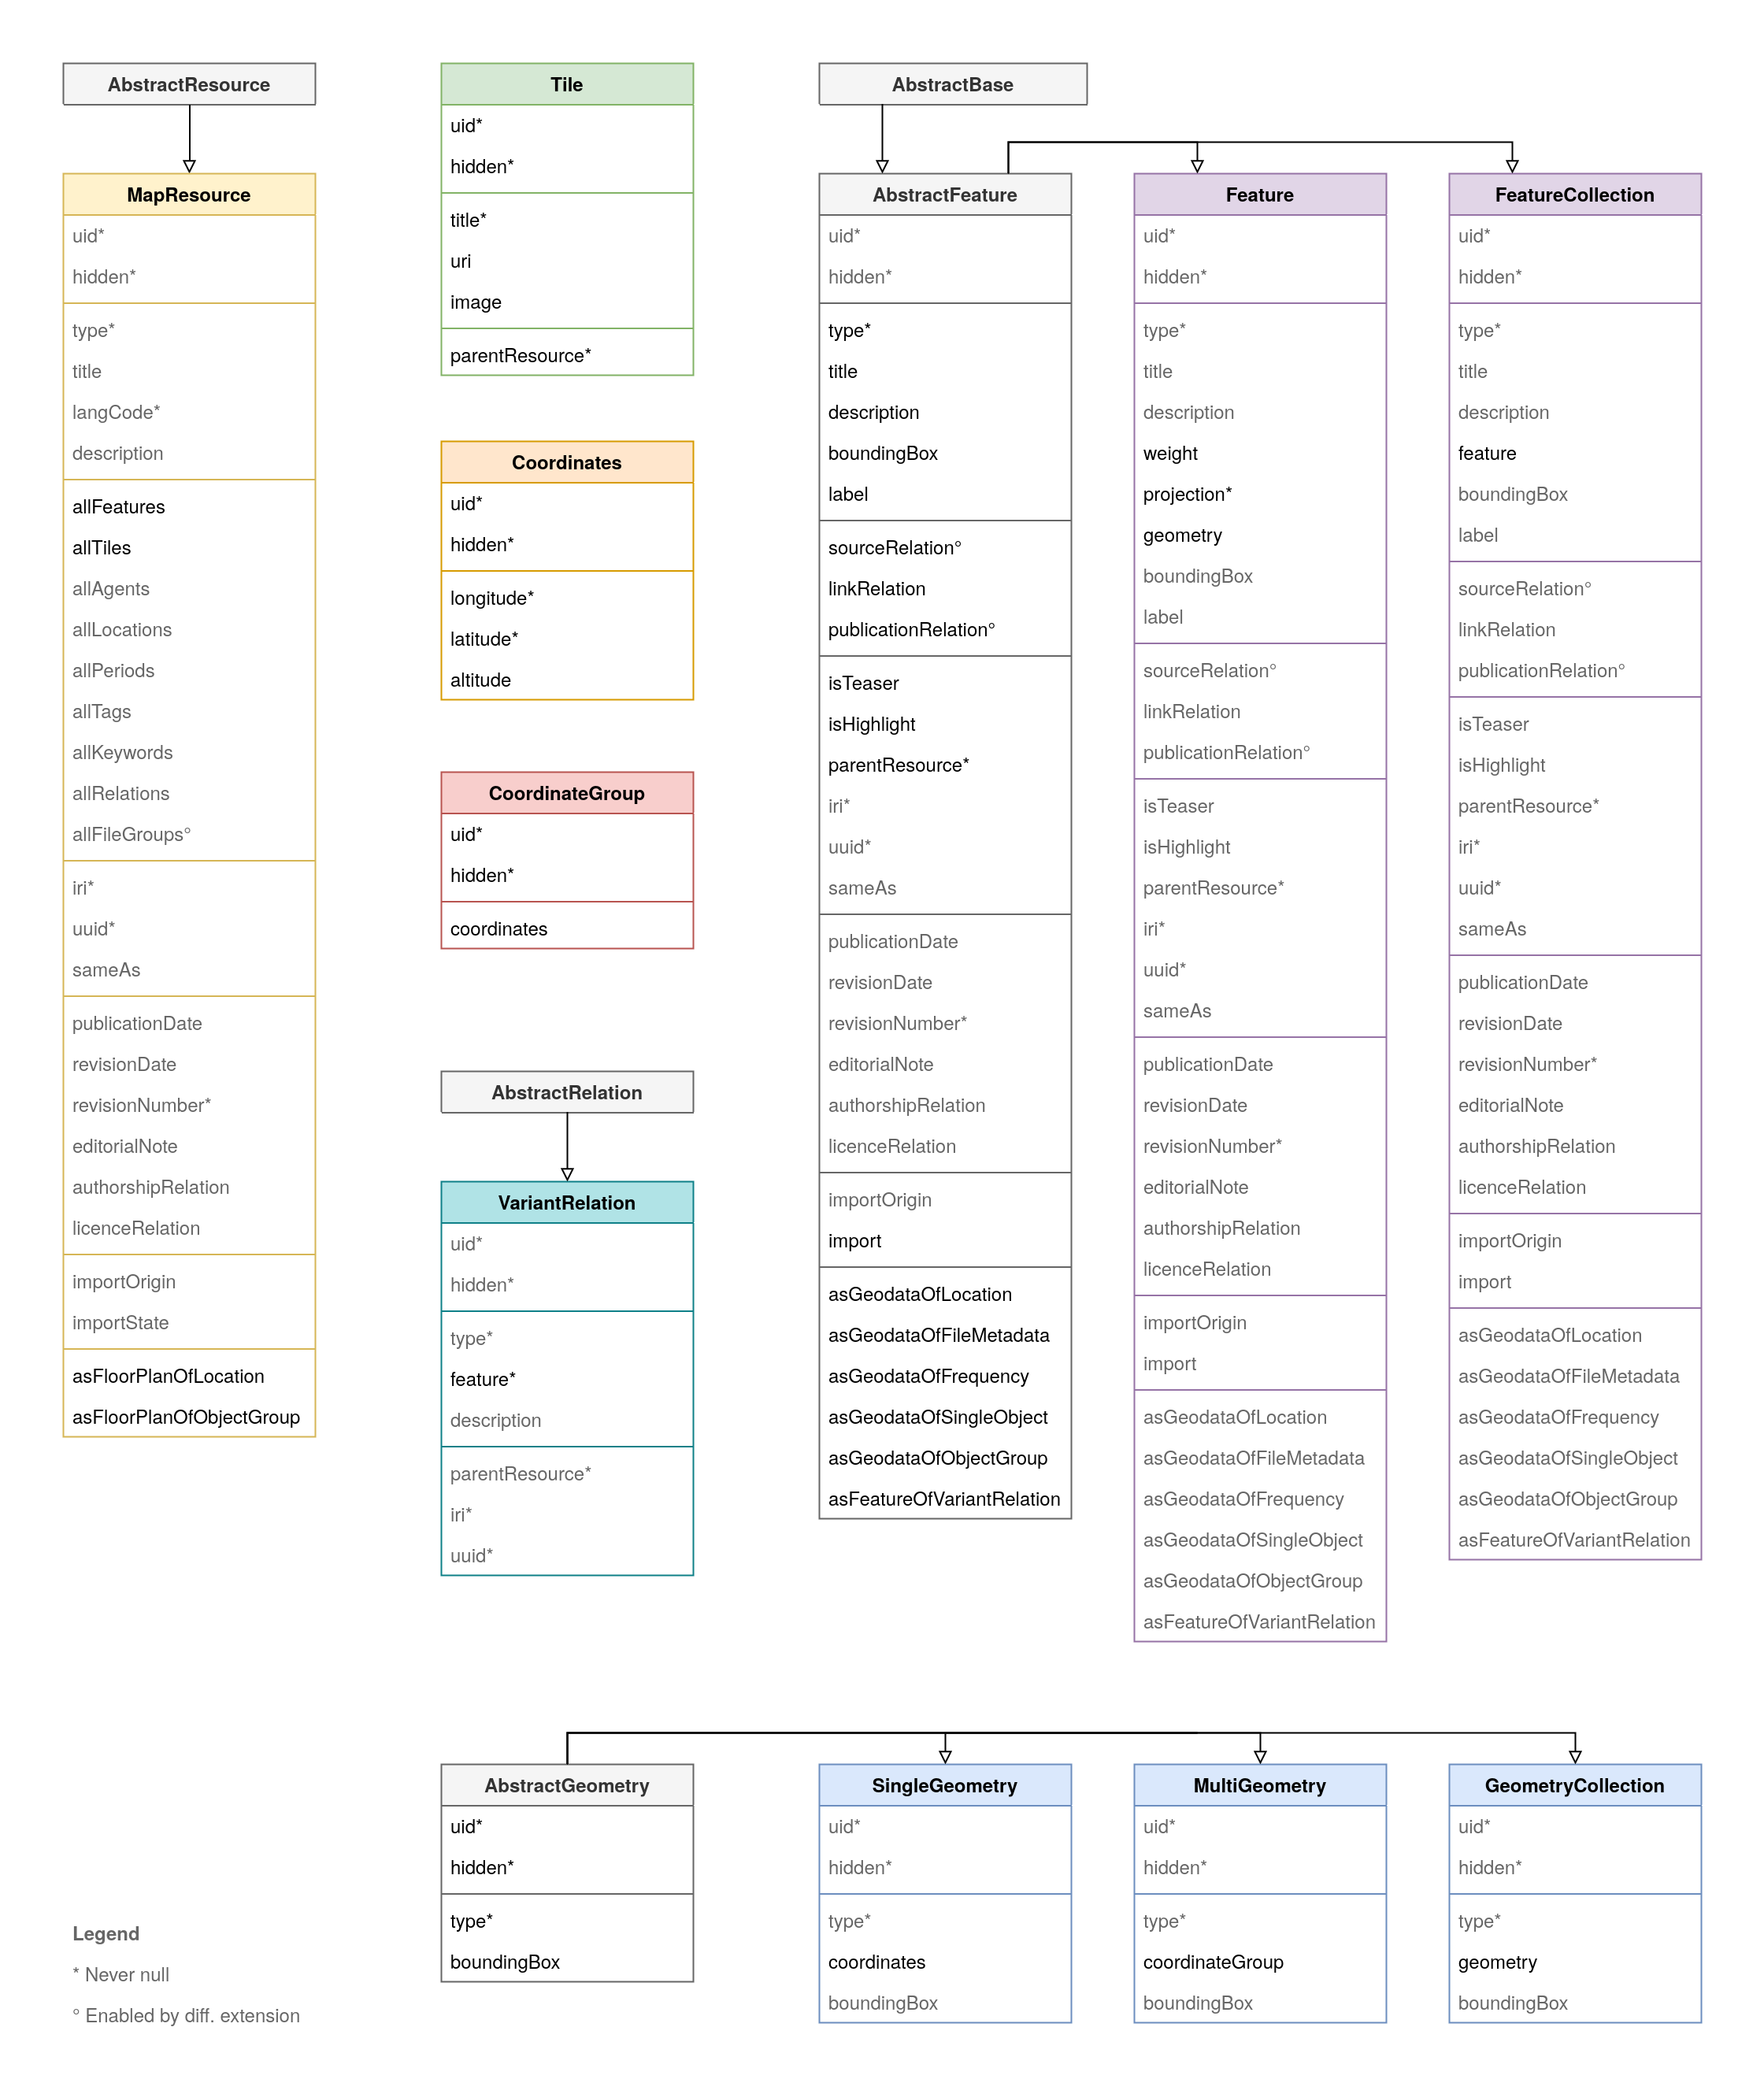 AbstractResource
MapResource
uid*
hidden*
type*
title
langCode*
description
allFeatures
allTiles
allAgents
allLocations
allPeriods
allTags
allKeywords
allRelations
allFileGroups°
iri*
uuid*
sameAs
publicationDate
revisionDate
revisionNumber*
editorialNote
authorshipRelation
licenceRelation
importOrigin
importState
asFloorPlanOfLocation
asFloorPlanOfObjectGroup
Tile
uid*
hidden*
title*
uri
image
parentResource*
Coordinates
uid*
hidden*
longitude*
latitude*
altitude
CoordinateGroup
uid*
hidden*
coordinates
AbstractRelation
VariantRelation
uid*
hidden*
type*
feature*
description
parentResource*
iri*
uuid*
AbstractBase
AbstractFeature
uid*
hidden*
type*
title
description
boundingBox
label
sourceRelation°
linkRelation
publicationRelation°
isTeaser
isHighlight
parentResource*
iri*
uuid*
sameAs
publicationDate
revisionDate
revisionNumber*
editorialNote
authorshipRelation
licenceRelation
importOrigin
import
asGeodataOfLocation
asGeodataOfFileMetadata
asGeodataOfFrequency
asGeodataOfSingleObject
asGeodataOfObjectGroup
asFeatureOfVariantRelation
Feature
uid*
hidden*
type*
title
description
weight
projection*
geometry
boundingBox
label
sourceRelation°
linkRelation
publicationRelation°
isTeaser
isHighlight
parentResource*
iri*
uuid*
sameAs
publicationDate
revisionDate
revisionNumber*
editorialNote
authorshipRelation
licenceRelation
importOrigin
import
asGeodataOfLocation
asGeodataOfFileMetadata
asGeodataOfFrequency
asGeodataOfSingleObject
asGeodataOfObjectGroup
asFeatureOfVariantRelation
FeatureCollection
uid*
hidden*
type*
title
description
feature
boundingBox
label
sourceRelation°
linkRelation
publicationRelation°
isTeaser
isHighlight
parentResource*
iri*
uuid*
sameAs
publicationDate
revisionDate
revisionNumber*
editorialNote
authorshipRelation
licenceRelation
importOrigin
import
asGeodataOfLocation
asGeodataOfFileMetadata
asGeodataOfFrequency
asGeodataOfSingleObject
asGeodataOfObjectGroup
asFeatureOfVariantRelation
AbstractGeometry
uid*
hidden*
type*
boundingBox
SingleGeometry
uid*
hidden*
type*
coordinates
boundingBox
MultiGeometry
uid*
hidden*
type*
coordinateGroup
boundingBox
GeometryCollection
uid*
hidden*
type*
geometry
boundingBox
Legend
* Never null
° Enabled by diff. extension